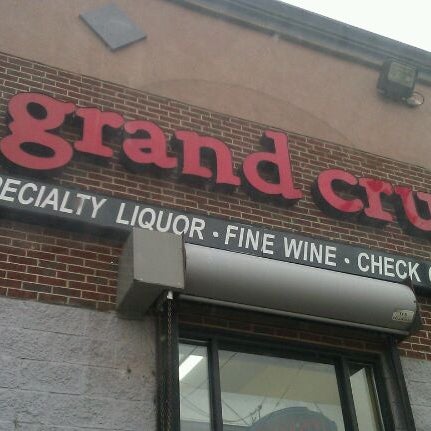 grand cru
SPECIALTY LIQUOR · FINE WINE · CHECK